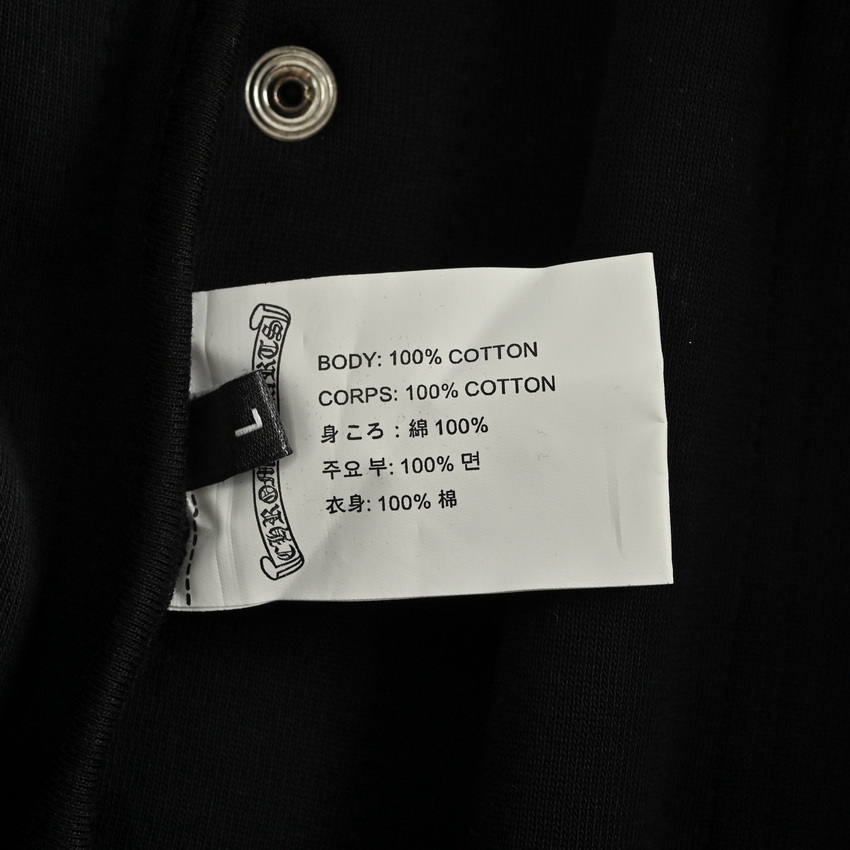 BODY: 100% COTTON
CORPS: 100% COTTON
身ころ：綿 100%
주요 부: 100% 면
衣身: 100% 棉
L